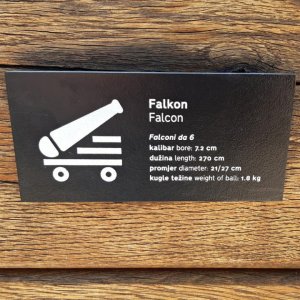 Falkon
Falcon
Falconi da 6
kalibar bore: 7.2 cm
dužina length: 270 cm
promjer diameter: 21/27 cm
kugle težine weight of ball: 1.8 kg